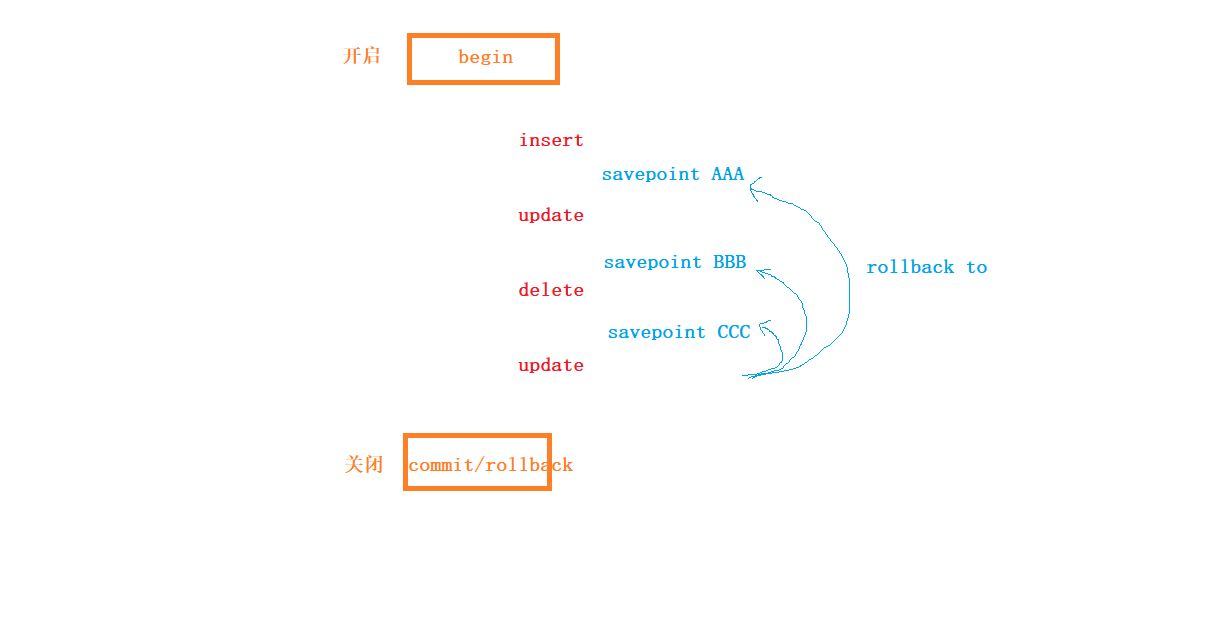 开启 begin
insert
savepoint AAA
update
savepoint BBB
rollback to
delete
savepoint CCC
update
关闭 commit/rollback